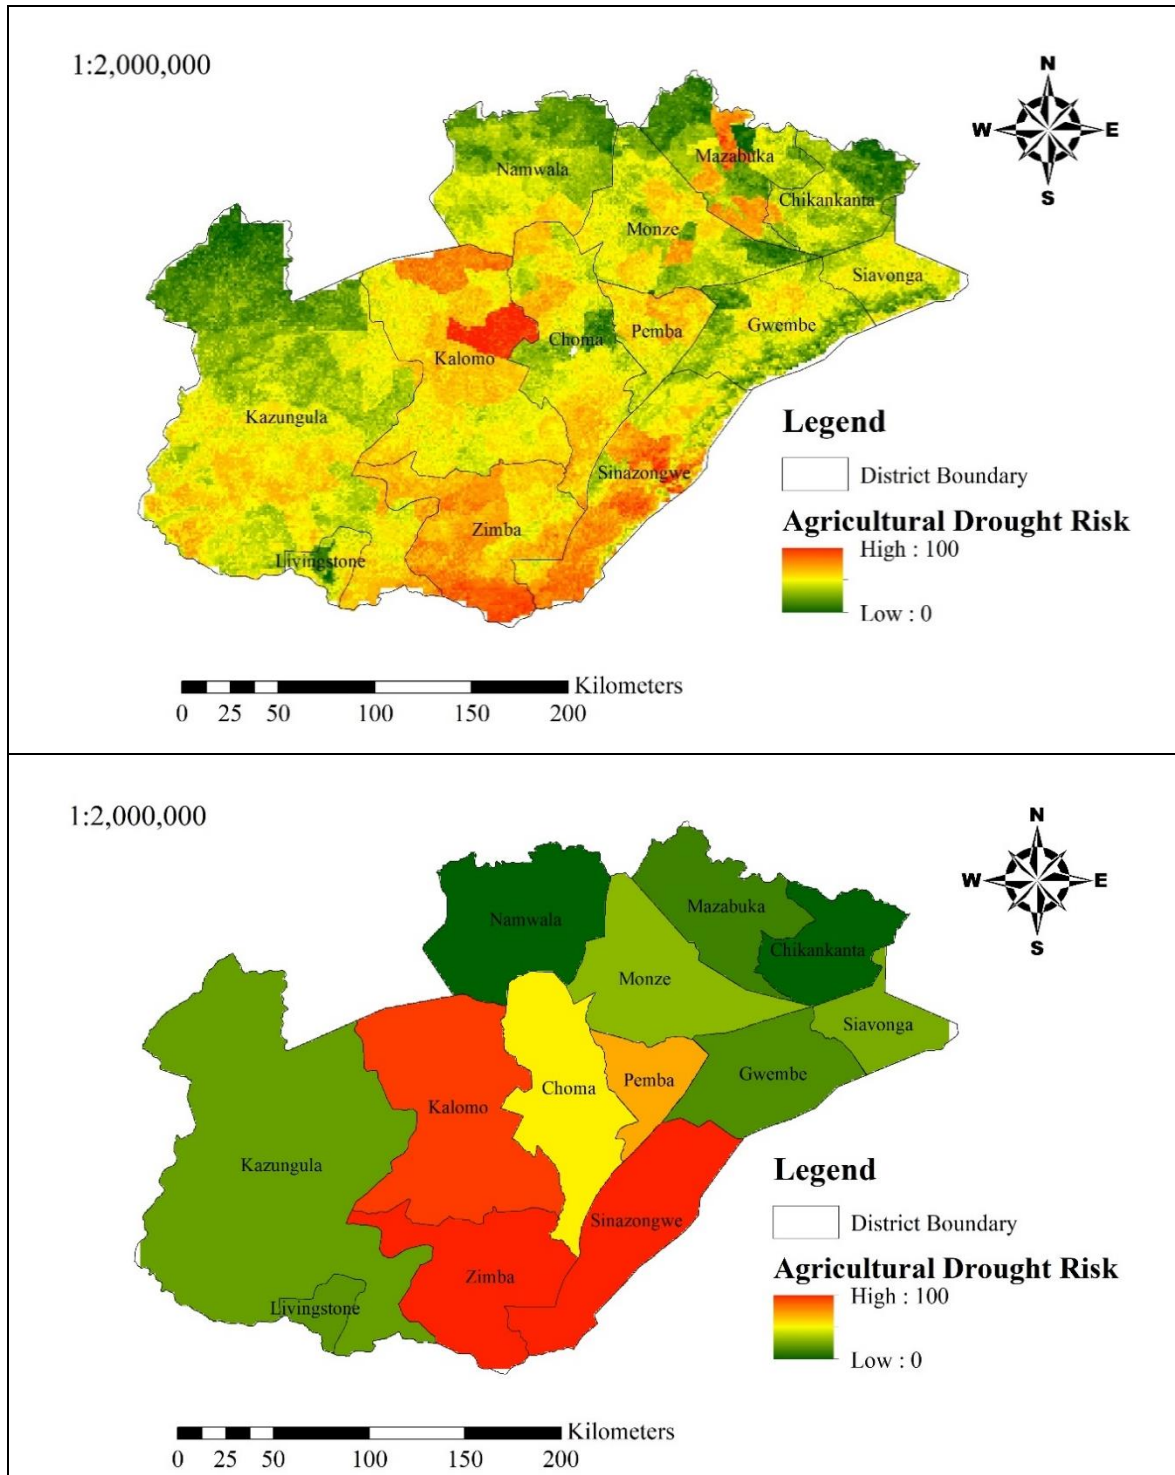 1:2,000,000
N
W E
S
Namwala
Mazabuka
Chikankanta
Monze
Siavonga
Pemba
Gwembe
Choma
Kalomo
Kazungula
Sinazongwe
Zimba
Livingstone
Legend
District Boundary
Agricultural Drought Risk
High : 100
Low : 0
Kilometers
0 25 50 100 150 200
1:2,000,000
N
W E
S
Namwala
Mazabuka
Chikankanta
Monze
Siavonga
Pemba
Gwembe
Choma
Kalomo
Kazungula
Sinazongwe
Zimba
Livingstone
Legend
District Boundary
Agricultural Drought Risk
High : 100
Low : 0
Kilometers
0 25 50 100 150 200